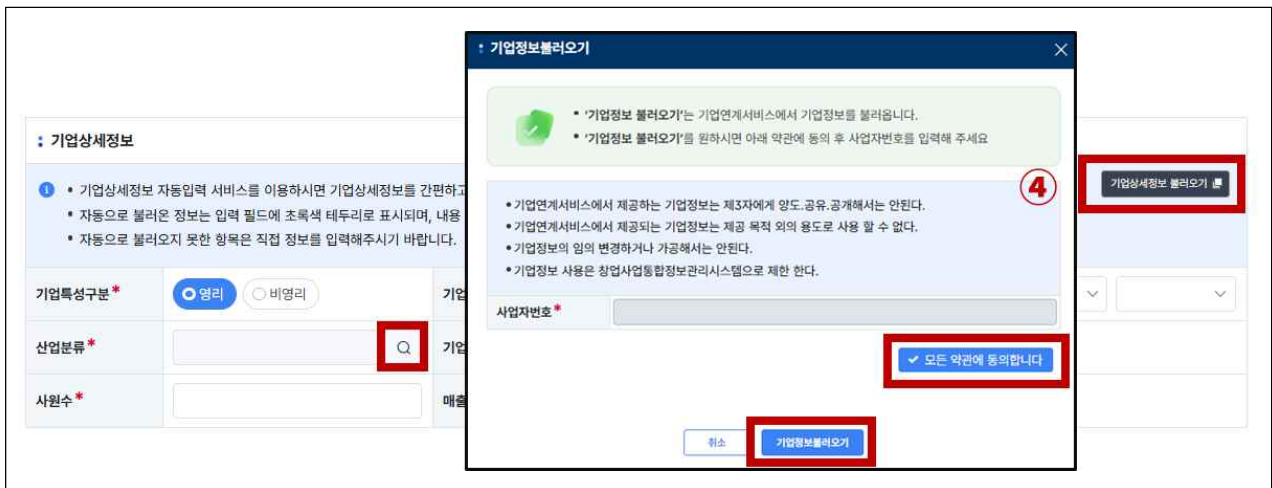 : 기업정보불러오기
• '기업정보 불러오기'는 기업연계서비스에서 기업정보를 불러옵니다.
• '기업정보 불러오기'를 원하시면 아래 약관에 동의 후 사업자번호를 입력해 주세요
: 기업상세정보
④
기업상세정보 불러오기
• 기업상세정보 자동입력 서비스를 이용하시면 기업상세정보를 간편하고
• 자동으로 불러온 정보는 입력 필드에 초록색 테두리로 표시되며, 내용
• 자동으로 불러오지 못한 항목은 직접 정보를 입력해주시기 바랍니다.
• 기업연계서비스에서 제공하는 기업정보는 제3자에게 양도.공유.공개해서는 안된다.
• 기업연계서비스에서 제공되는 기업정보는 제공 목적 외의 용도로 사용 할 수 없다.
• 기업정보의 임의 변경하거나 가공해서는 안된다.
• 기업정보 사용은 창업사업통합정보관리시스템으로 제한 한다.
기업특성구분* 영리 비영리 기업
사업자번호*
산업분류* 기업
✔ 모든 약관에 동의합니다
사원수* 매출
취소 기업정보불러오기